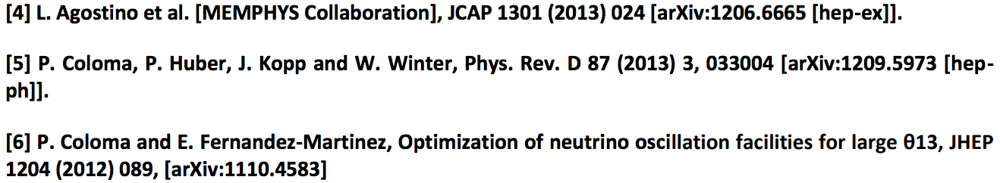 [4] L. Agostino et al. [MEMPHYS Collaboration], JCAP 1301 (2013) 024 [arXiv:1206.6665 [hep-ex]].
[5] P. Coloma, P. Huber, J. Kopp and W. Winter, Phys. Rev. D 87 (2013) 3, 033004 [arXiv:1209.5973 [hep-
ph]].
[6] P. Coloma and E. Fernandez-Martinez, Optimization of neutrino oscillation facilities for large θ13, JHEP
1204 (2012) 089, [arXiv:1110.4583]